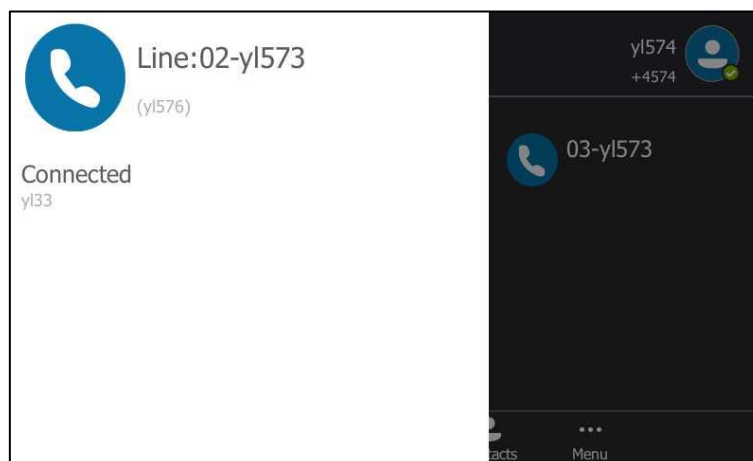 Line:02-yl573
(yl576)
Connected
yl33
yl574
+4574
03-yl573
tacts
Menu